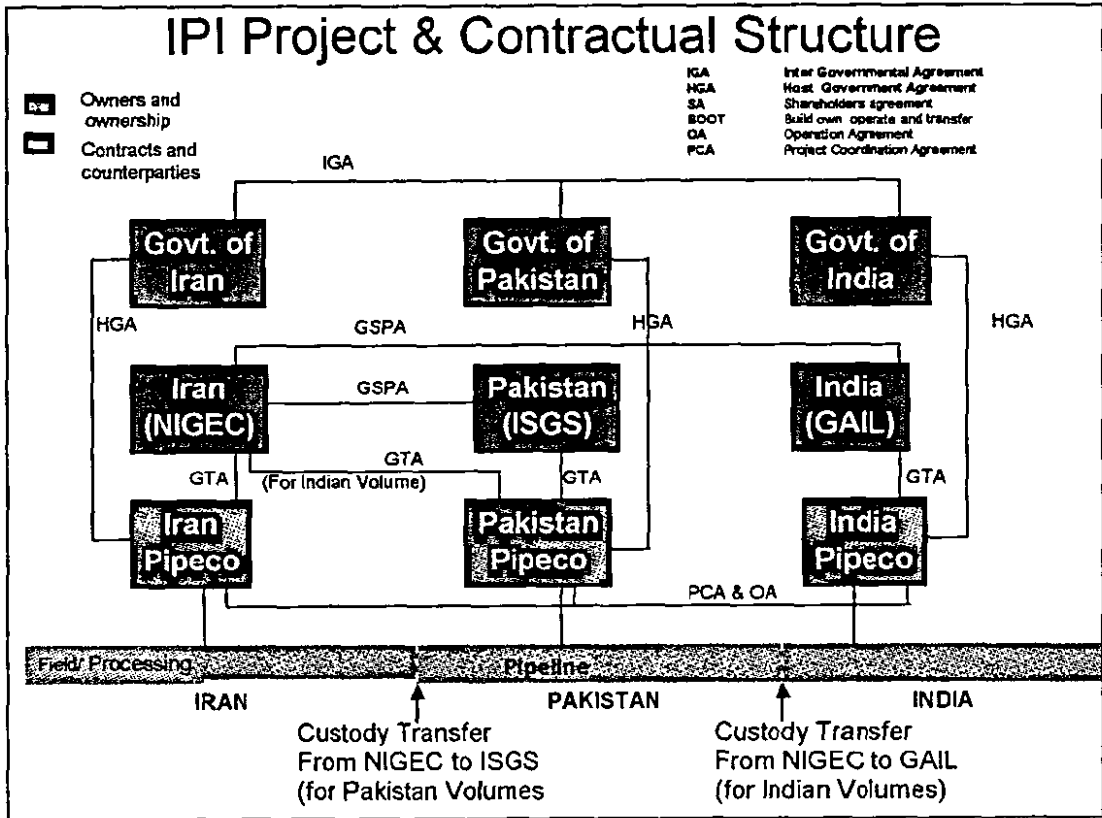 IPI Project & Contractual Structure
IGA Inter Governmental Agreement
HGA Host Government Agreement
SA Shareholders agreement
BOOT Build own operate and transfer
OA Operation Agreement
PCA Project Coordination Agreement
Owners and
ownership
Contracts and
counterparties
IGA
Govt. of
Iran
Govt. of
Pakistan
Govt. of
India
HGA
GSPA
HGA
HGA
Iran
(NIGEC)
GSPA
Pakistan
(ISGS)
India
(GAIL)
GTA
GTA
(For Indian Volume)
GTA
GTA
Iran
Pipeco
Pakistan
Pipeco
India
Pipeco
PCA & OA
Field/ Processing
Pipeline
IRAN
PAKISTAN
INDIA
Custody Transfer
From NIGEC to ISGS
(for Pakistan Volumes
Custody Transfer
From NIGEC to GAIL
(for Indian Volumes)